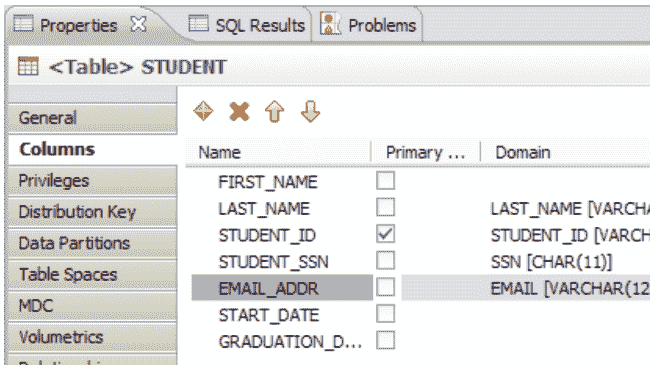 Properties SQL Results Problems
<Table> STUDENT
General
Columns
Privileges
Distribution Key
Data Partitions
Table Spaces
MDC
Volumetrics
Name Primary ... Domain
FIRST_NAME
LAST_NAME LAST_NAME [VARCHA
STUDENT_ID STUDENT_ID [VARCH
STUDENT_SSN SSN [CHAR(11)]
EMAIL_ADDR EMAIL [VARCHAR(12
START_DATE
GRADUATION_D...